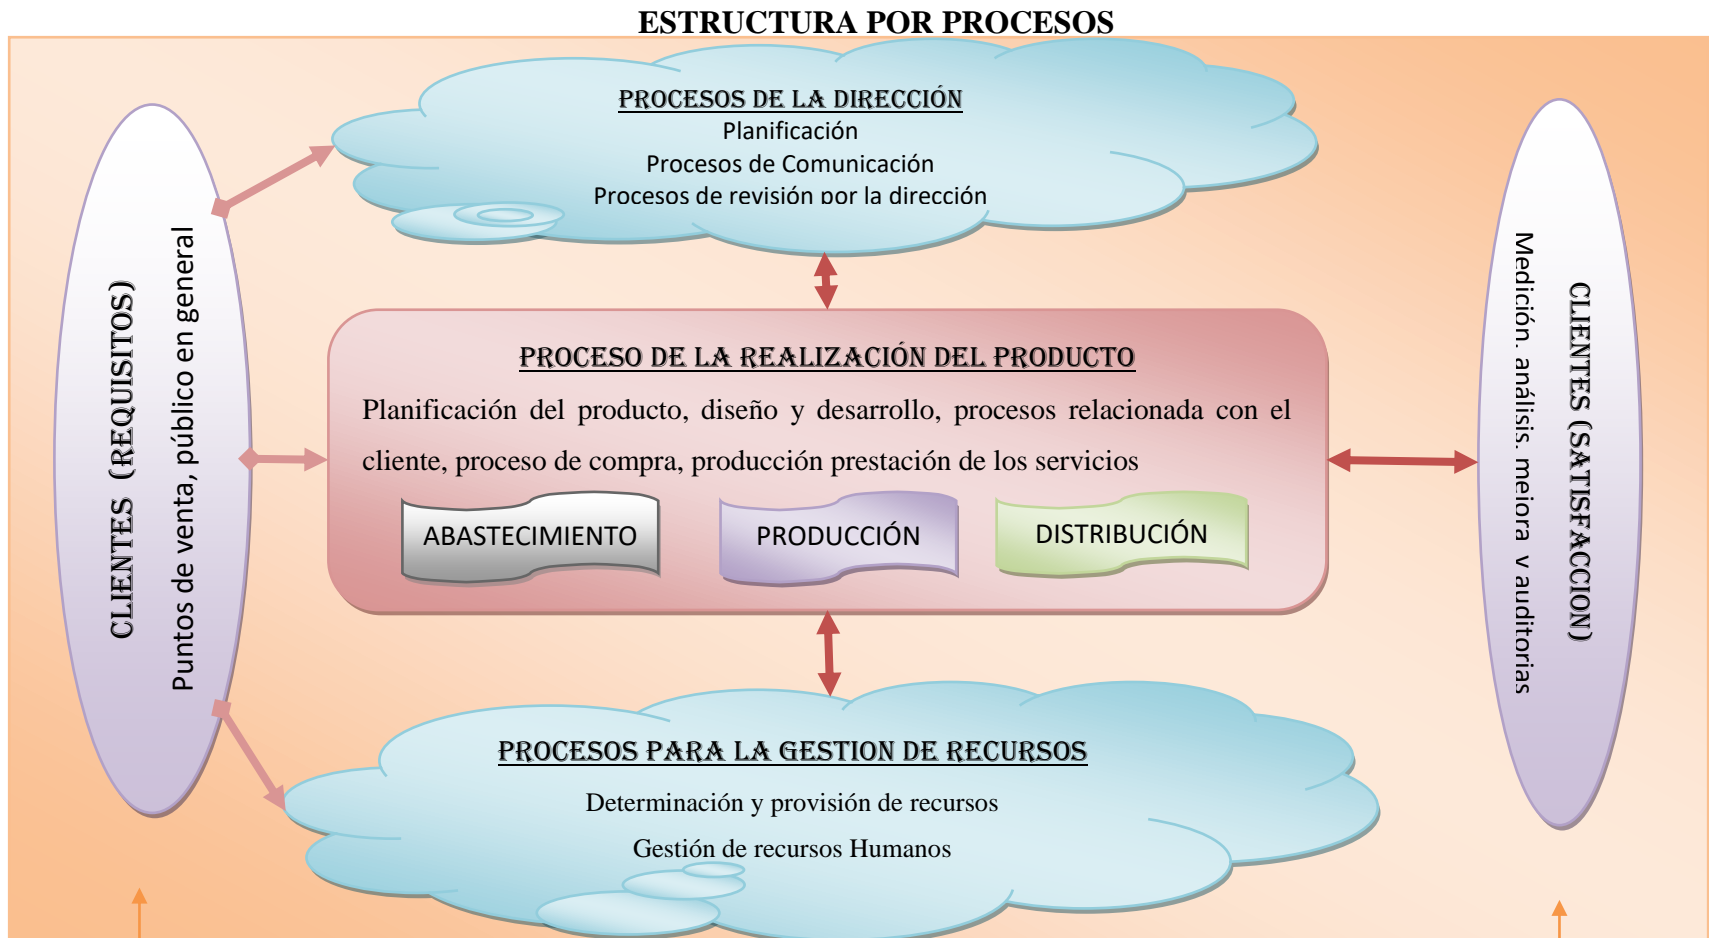 ESTRUCTURA POR PROCESOS
PROCESOS DE LA DIRECCIÓN
Planificación
Procesos de Comunicación
Procesos de revisión por la dirección
CLIENTES (REQUISITOS)
Puntos de venta, público en general
PROCESO DE LA REALIZACIÓN DEL PRODUCTO
Planificación del producto, diseño y desarrollo, procesos relacionada con el
cliente, proceso de compra, producción prestación de los servicios
ABASTECIMIENTO
PRODUCCIÓN
DISTRIBUCIÓN
CLIENTES (SATISFACCION)
Medición, análisis, mejora y auditorias
PROCESOS PARA LA GESTION DE RECURSOS
Determinación y provisión de recursos
Gestión de recursos Humanos